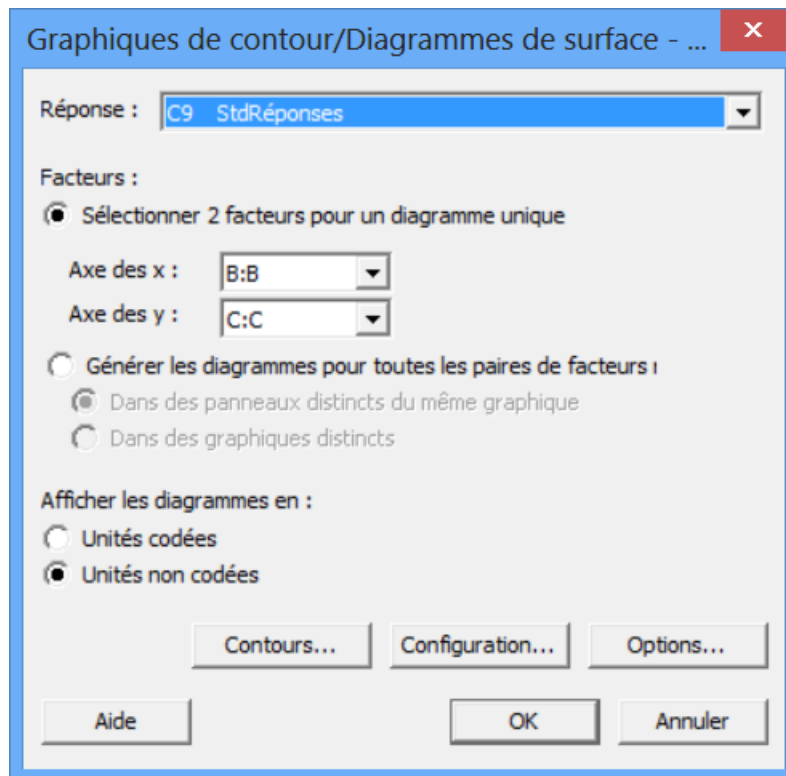 Graphiques de contour/Diagrammes de surface - ...
Réponse : C9 StdRéponses
Facteurs :
Sélectionner 2 facteurs pour un diagramme unique
Axe des x : B:B
Axe des y : C:C
Générer les diagrammes pour toutes les paires de facteurs
Dans des panneaux distincts du même graphique
Dans des graphiques distincts
Afficher les diagrammes en :
Unités codées
Unités non codées
Contours... Configuration... Options...
Aide OK Annuler